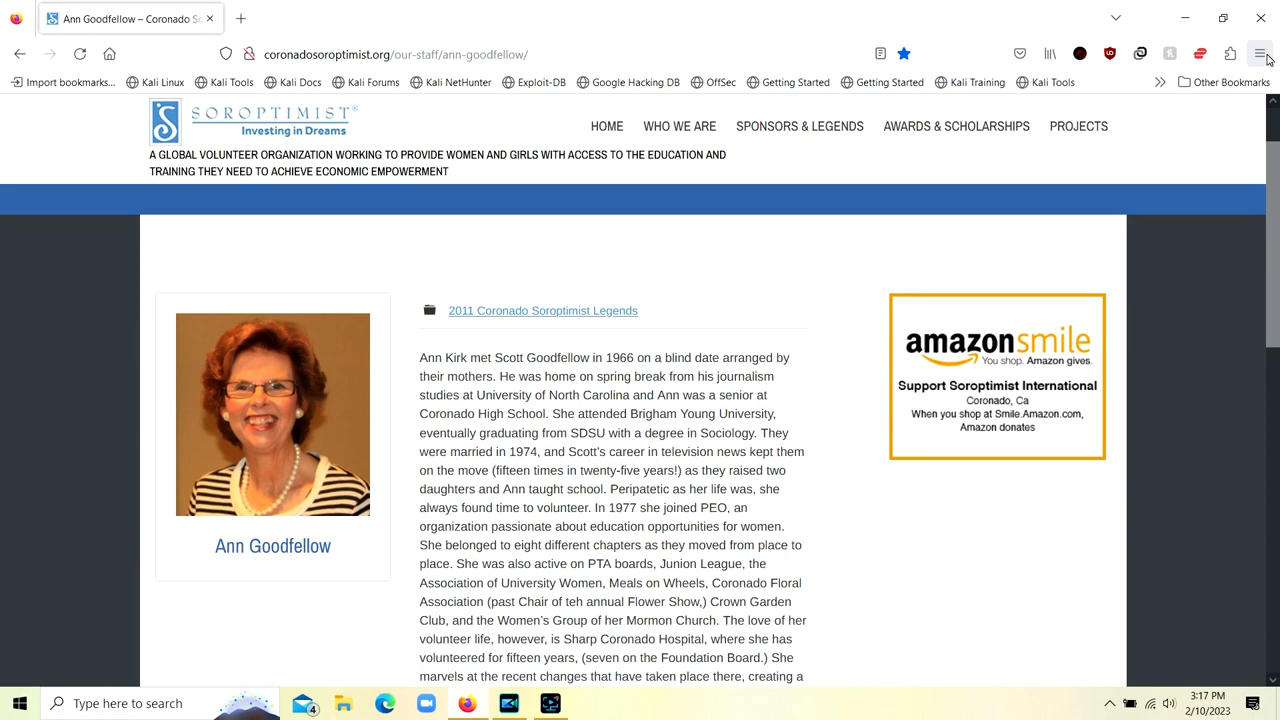 Ann Goodfellow – Coronado So
coronadosoroptimist.org/our-staff/ann-goodfellow/
Import bookmarks... Kali Linux Kali Tools Kali Docs Kali Forums Kali NetHunter Exploit-DB Google Hacking DB OffSec Getting Started Getting Started Kali Training Kali Tools Other Bookmarks
SOROPTIMIST®
Investing in Dreams
HOME WHO WE ARE SPONSORS & LEGENDS AWARDS & SCHOLARSHIPS PROJECTS
A GLOBAL VOLUNTEER ORGANIZATION WORKING TO PROVIDE WOMEN AND GIRLS WITH ACCESS TO THE EDUCATION AND
TRAINING THEY NEED TO ACHIEVE ECONOMIC EMPOWERMENT
Ann Goodfellow
2011 Coronado Soroptimist Legends
Ann Kirk met Scott Goodfellow in 1966 on a blind date arranged by
their mothers. He was home on spring break from his journalism
studies at University of North Carolina and Ann was a senior at
Coronado High School. She attended Brigham Young University,
eventually graduating from SDSU with a degree in Sociology. They
were married in 1974, and Scott's career in television news kept them
on the move (fifteen times in twenty-five years!) as they raised two
daughters and Ann taught school. Peripatetic as her life was, she
always found time to volunteer. In 1977 she joined PEO, an
organization passionate about education opportunities for women.
She belonged to eight different chapters as they moved from place to
place. She was also active on PTA boards, Junion League, the
Association of University Women, Meals on Wheels, Coronado Floral
Association (past Chair of teh annual Flower Show,) Crown Garden
Club, and the Women's Group of her Mormon Church. The love of her
volunteer life, however, is Sharp Coronado Hospital, where she has
volunteered for fifteen years, (seven on the Foundation Board.) She
marvels at the recent changes that have taken place there, creating a
amazonsmile
You shop. Amazon gives.
Support Soroptimist International
Coronado, Ca
When you shop at Smile.Amazon.com,
Amazon donates
Type here to search
4
3:17 PM
2/10/2023